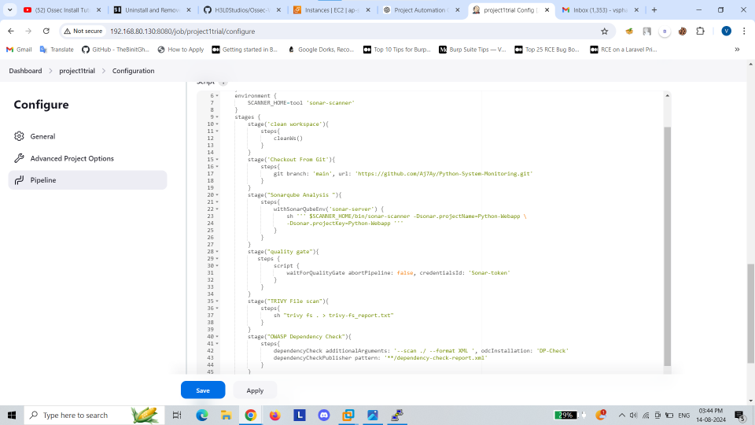 (52) Ossec Install Tut
Uninstall and Remov
H3LI0Studios/Ossec-
Instances | EC2 | ap-
Project Automation
project1trial Config
Inbox (1,353) - vsph
Not secure
192.168.80.130:8080/job/project1trial/configure
Gmail
Translate
GitHub - TheBinitGh...
How to Apply
Getting started in B...
Google Dorks, Reco...
Top 10 Tips for Burp...
Burp Suite Tips — V...
Top 25 RCE Bug Bo...
RCE on a Laravel Priv...
Dashboard
project1trial
Configuration
Configure
General
Advanced Project Options
Pipeline
Script ?
6 environment {
7 SCANNER_HOME=tool 'sonar-scanner'
8 }
9 stages {
10 stage('clean workspace'){
11 steps{
12 cleanWs()
13 }
14 }
15 stage('Checkout From Git'){
16 steps{
17 git branch: 'main', url: 'https://github.com/Aj7Ay/Python-System-Monitoring.git'
18 }
19 }
20 stage("Sonarqube Analysis "){
21 steps{
22 withSonarQubeEnv('sonar-server') {
23 sh ''' $SCANNER_HOME/bin/sonar-scanner -Dsonar.projectName=Python-Webapp \
24 -Dsonar.projectKey=Python-Webapp '''
25 }
26 }
27 }
28 stage("quality gate"){
29 steps {
30 script {
31 waitForQualityGate abortPipeline: false, credentialsId: 'Sonar-token'
32 }
33 }
34 }
35 stage("TRIVY File scan"){
36 steps{
37 sh "trivy fs . > trivy-fs_report.txt"
38 }
39 }
40 stage("OWASP Dependency Check"){
41 steps{
42 dependencyCheck additionalArguments: '--scan ./ --format XML ', odcInstallation: 'DP-Check'
43 dependencyCheckPublisher pattern: '**/dependency-check-report.xml'
44 }
45 }
Save
Apply
Type here to search
29%
ENG
03:44 PM
14-08-2024